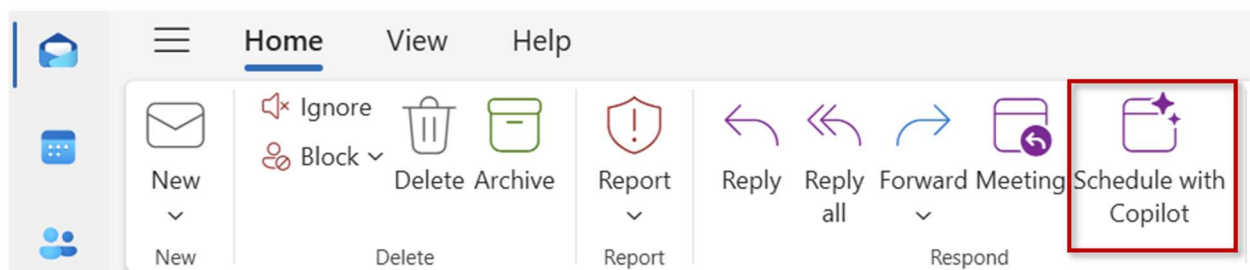 Home View Help
Ignore
Block
New
Delete Archive
Report
Reply
Reply all
Forward Meeting
Schedule with
Copilot
New Delete Report Respond